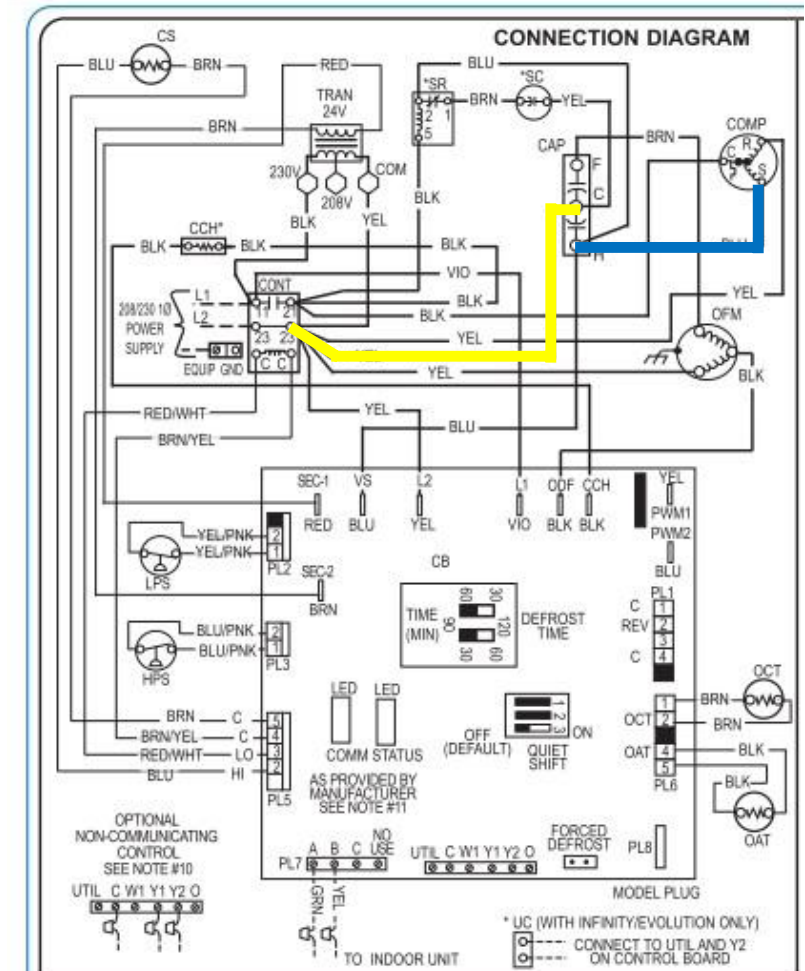 CONNECTION DIAGRAM
CS
BLU
BRN
RED
TRAN
24V
BLU
*SR
2 1
5
BRN
*SC
YEL
CAP
F
C
H
BRN
COMP
C
R
S
BRN
230V
208V
COM
BLK
YEL
BLK
BLK
CCH*
BLK
BLK
BLK
VIO
BLK
BLK
YEL
YEL
YEL
OFM
BLK
CONT
11 21
23 23
C C
L1
L2
208/230 1Ø
POWER
SUPPLY
EQUIP GND
RED/WHT
BRN/YEL
YEL
BLU
SEC-1
RED
VS
BLU
L2
YEL
L1
VIO
ODF
BLK
CCH
BLK
YEL
PWM1
PWM2
BLU
YEL/PNK
YEL/PNK
2
1
PL2
LPS
SEC-2
BRN
CB
TIME
(MIN)
60 30
90 120
30 60
DEFROST
TIME
PL1
C 1
REV 2
3
C 4
BLU/PNK
BLU/PNK
2
1
PL3
HPS
LED
LED
COMM STATUS
AS PROVIDED BY
MANUFACTURER
SEE NOTE #11
1
2
3
OFF
(DEFAULT)
ON
QUIET
SHIFT
OCT
OAT
1
2
4
5
PL6
BRN
BRN
OCT
BLK
BLK
OAT
BRN C 5
BRN/YEL C 4
RED/WHT LO 3
BLU HI 2
PL5
OPTIONAL
NON-COMMUNICATING
CONTROL
SEE NOTE #10
UTIL C W1 Y1 Y2 O
PL7
A B C NO USE
GRN
YEL
TO INDOOR UNIT
UTIL C W1 Y1 Y2 O
FORCED
DEFROST
PL8
MODEL PLUG
* UC (WITH INFINITY/EVOLUTION ONLY)
CONNECT TO UTIL AND Y2
ON CONTROL BOARD